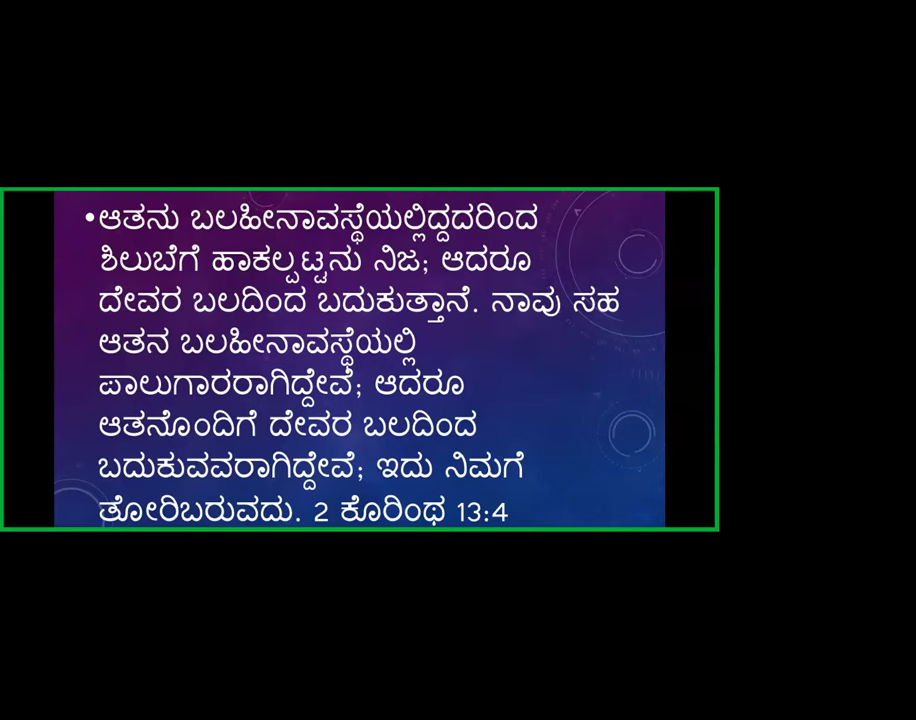 •ಆತನು ಬಲಹೀನಾವಸ್ಥೆಯಲ್ಲಿದ್ದದರಿಂದ
ಶಿಲುಬೆಗೆ ಹಾಕಲ್ಪಟ್ಟನು ನಿಜ; ಆದರೂ
ದೇವರ ಬಲದಿಂದ ಬದುಕುತ್ತಾನೆ. ನಾವು ಸಹ
ಆತನ ಬಲಹೀನಾವಸ್ಥೆಯಲ್ಲಿ
ಪಾಲುಗಾರರಾಗಿದ್ದೇವೆ; ಆದರೂ
ಆತನೊಂದಿಗೆ ದೇವರ ಬಲದಿಂದ
ಬದುಕುವವರಾಗಿದ್ದೇವೆ; ಇದು ನಿಮಗೆ
ತೋರಿಬರುವದು. 2 ಕೊರಿಂಥ 13:4